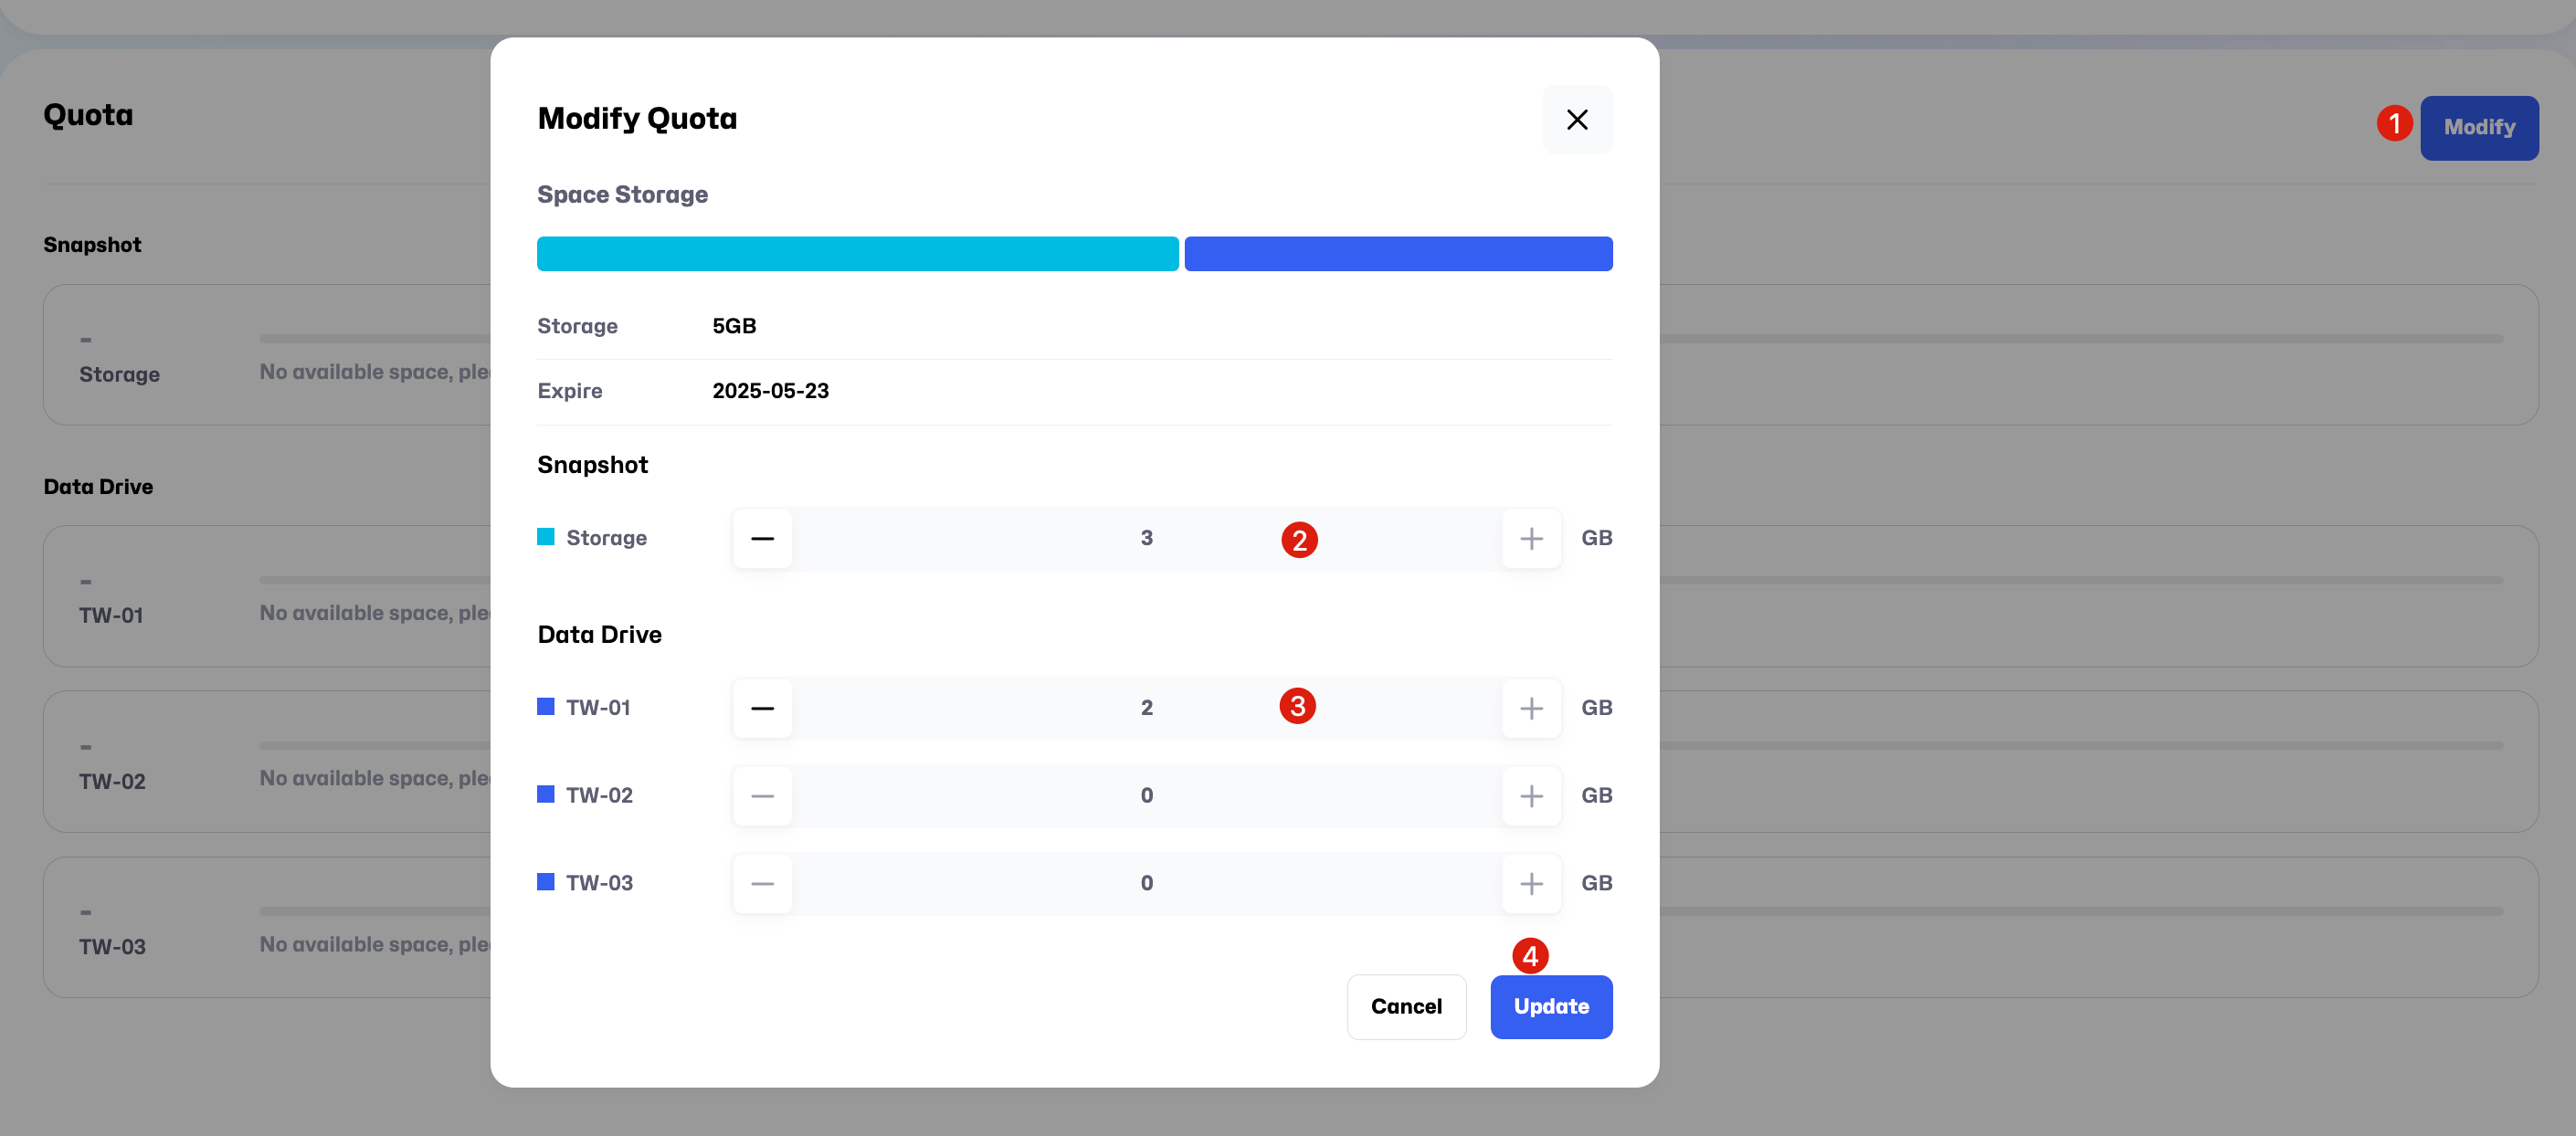 Quota
1 Modify
Snapshot
-
Storage
No available space, ple
Data Drive
-
TW-01
No available space, ple
-
TW-02
No available space, ple
-
TW-03
No available space, ple
Modify Quota
Space Storage
Storage 5GB
Expire 2025-05-23
Snapshot
Storage 3 2 GB
Data Drive
TW-01 2 3 GB
TW-02 0 GB
TW-03 0 GB
4
Cancel Update